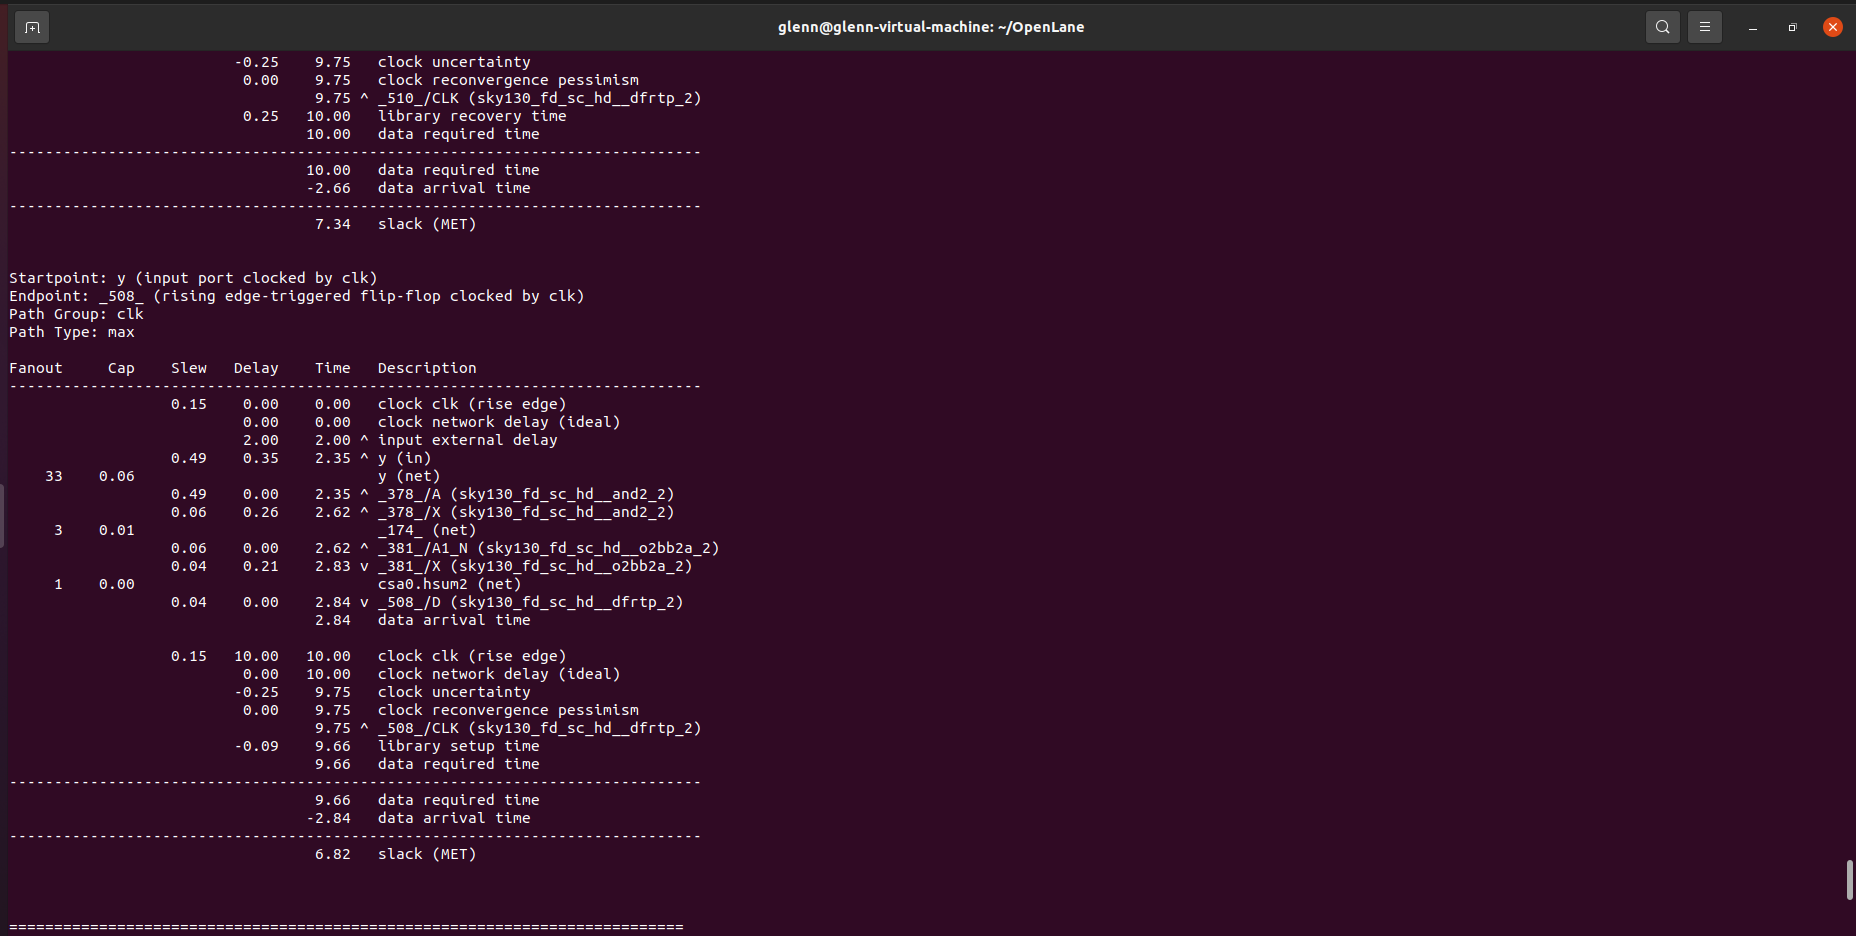 glenn@glenn-virtual-machine: ~/OpenLane
                         -0.25    9.75   clock uncertainty
                          0.00    9.75   clock reconvergence pessimism
                                  9.75 ^ _510_/CLK (sky130_fd_sc_hd__dfrtp_2)
                          0.25   10.00   library recovery time
                                 10.00   data required time
-----------------------------------------------------------------------------
                                 10.00   data required time
                                 -2.66   data arrival time
-----------------------------------------------------------------------------
                                  7.34   slack (MET)
Startpoint: y (input port clocked by clk)
Endpoint: _508_ (rising edge-triggered flip-flop clocked by clk)
Path Group: clk
Path Type: max
Fanout     Cap    Slew   Delay    Time   Description
-----------------------------------------------------------------------------
                  0.15    0.00    0.00   clock clk (rise edge)
                          0.00    0.00   clock network delay (ideal)
                          2.00    2.00 ^ input external delay
                  0.49    0.35    2.35 ^ y (in)
    33    0.06                           y (net)
                  0.49    0.00    2.35 ^ _378_/A (sky130_fd_sc_hd__and2_2)
                  0.06    0.26    2.62 ^ _378_/X (sky130_fd_sc_hd__and2_2)
     3    0.01                           _174_ (net)
                  0.06    0.00    2.62 ^ _381_/A1_N (sky130_fd_sc_hd__o2bb2a_2)
                  0.04    0.21    2.83 v _381_/X (sky130_fd_sc_hd__o2bb2a_2)
     1    0.00                           csa0.hsum2 (net)
                  0.04    0.00    2.84 v _508_/D (sky130_fd_sc_hd__dfrtp_2)
                                  2.84   data arrival time
                  0.15   10.00   10.00   clock clk (rise edge)
                          0.00   10.00   clock network delay (ideal)
                         -0.25    9.75   clock uncertainty
                          0.00    9.75   clock reconvergence pessimism
                                  9.75 ^ _508_/CLK (sky130_fd_sc_hd__dfrtp_2)
                         -0.09    9.66   library setup time
                                  9.66   data required time
-----------------------------------------------------------------------------
                                  9.66   data required time
                                 -2.84   data arrival time
-----------------------------------------------------------------------------
                                  6.82   slack (MET)
===========================================================================